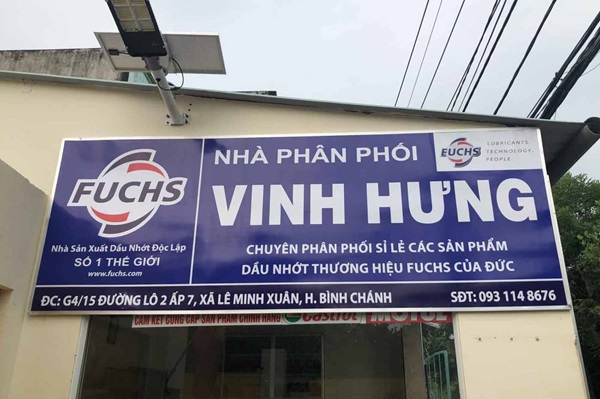 FUCHS
Nhà Sản Xuất Dầu Nhớt Độc Lập
SỐ 1 THẾ GIỚI
www.fuchs.com
NHÀ PHÂN PHỐI
FUCHS
LUBRICANTS.
TECHNOLOGY.
PEOPLE.
VINH HƯNG
CHUYÊN PHÂN PHỐI SỈ LẺ CÁC SẢN PHẨM
DẦU NHỚT THƯƠNG HIỆU FUCHS CỦA ĐỨC
ĐC: G4/15 ĐƯỜNG LÔ 2 ẤP 7, XÃ LÊ MINH XUÂN, H. BÌNH CHÁNH SĐT: 093 114 8676
CAM KẾT CUNG CẤP SẢN PHẨM CHÍNH HÃNG Castrol MOTUL